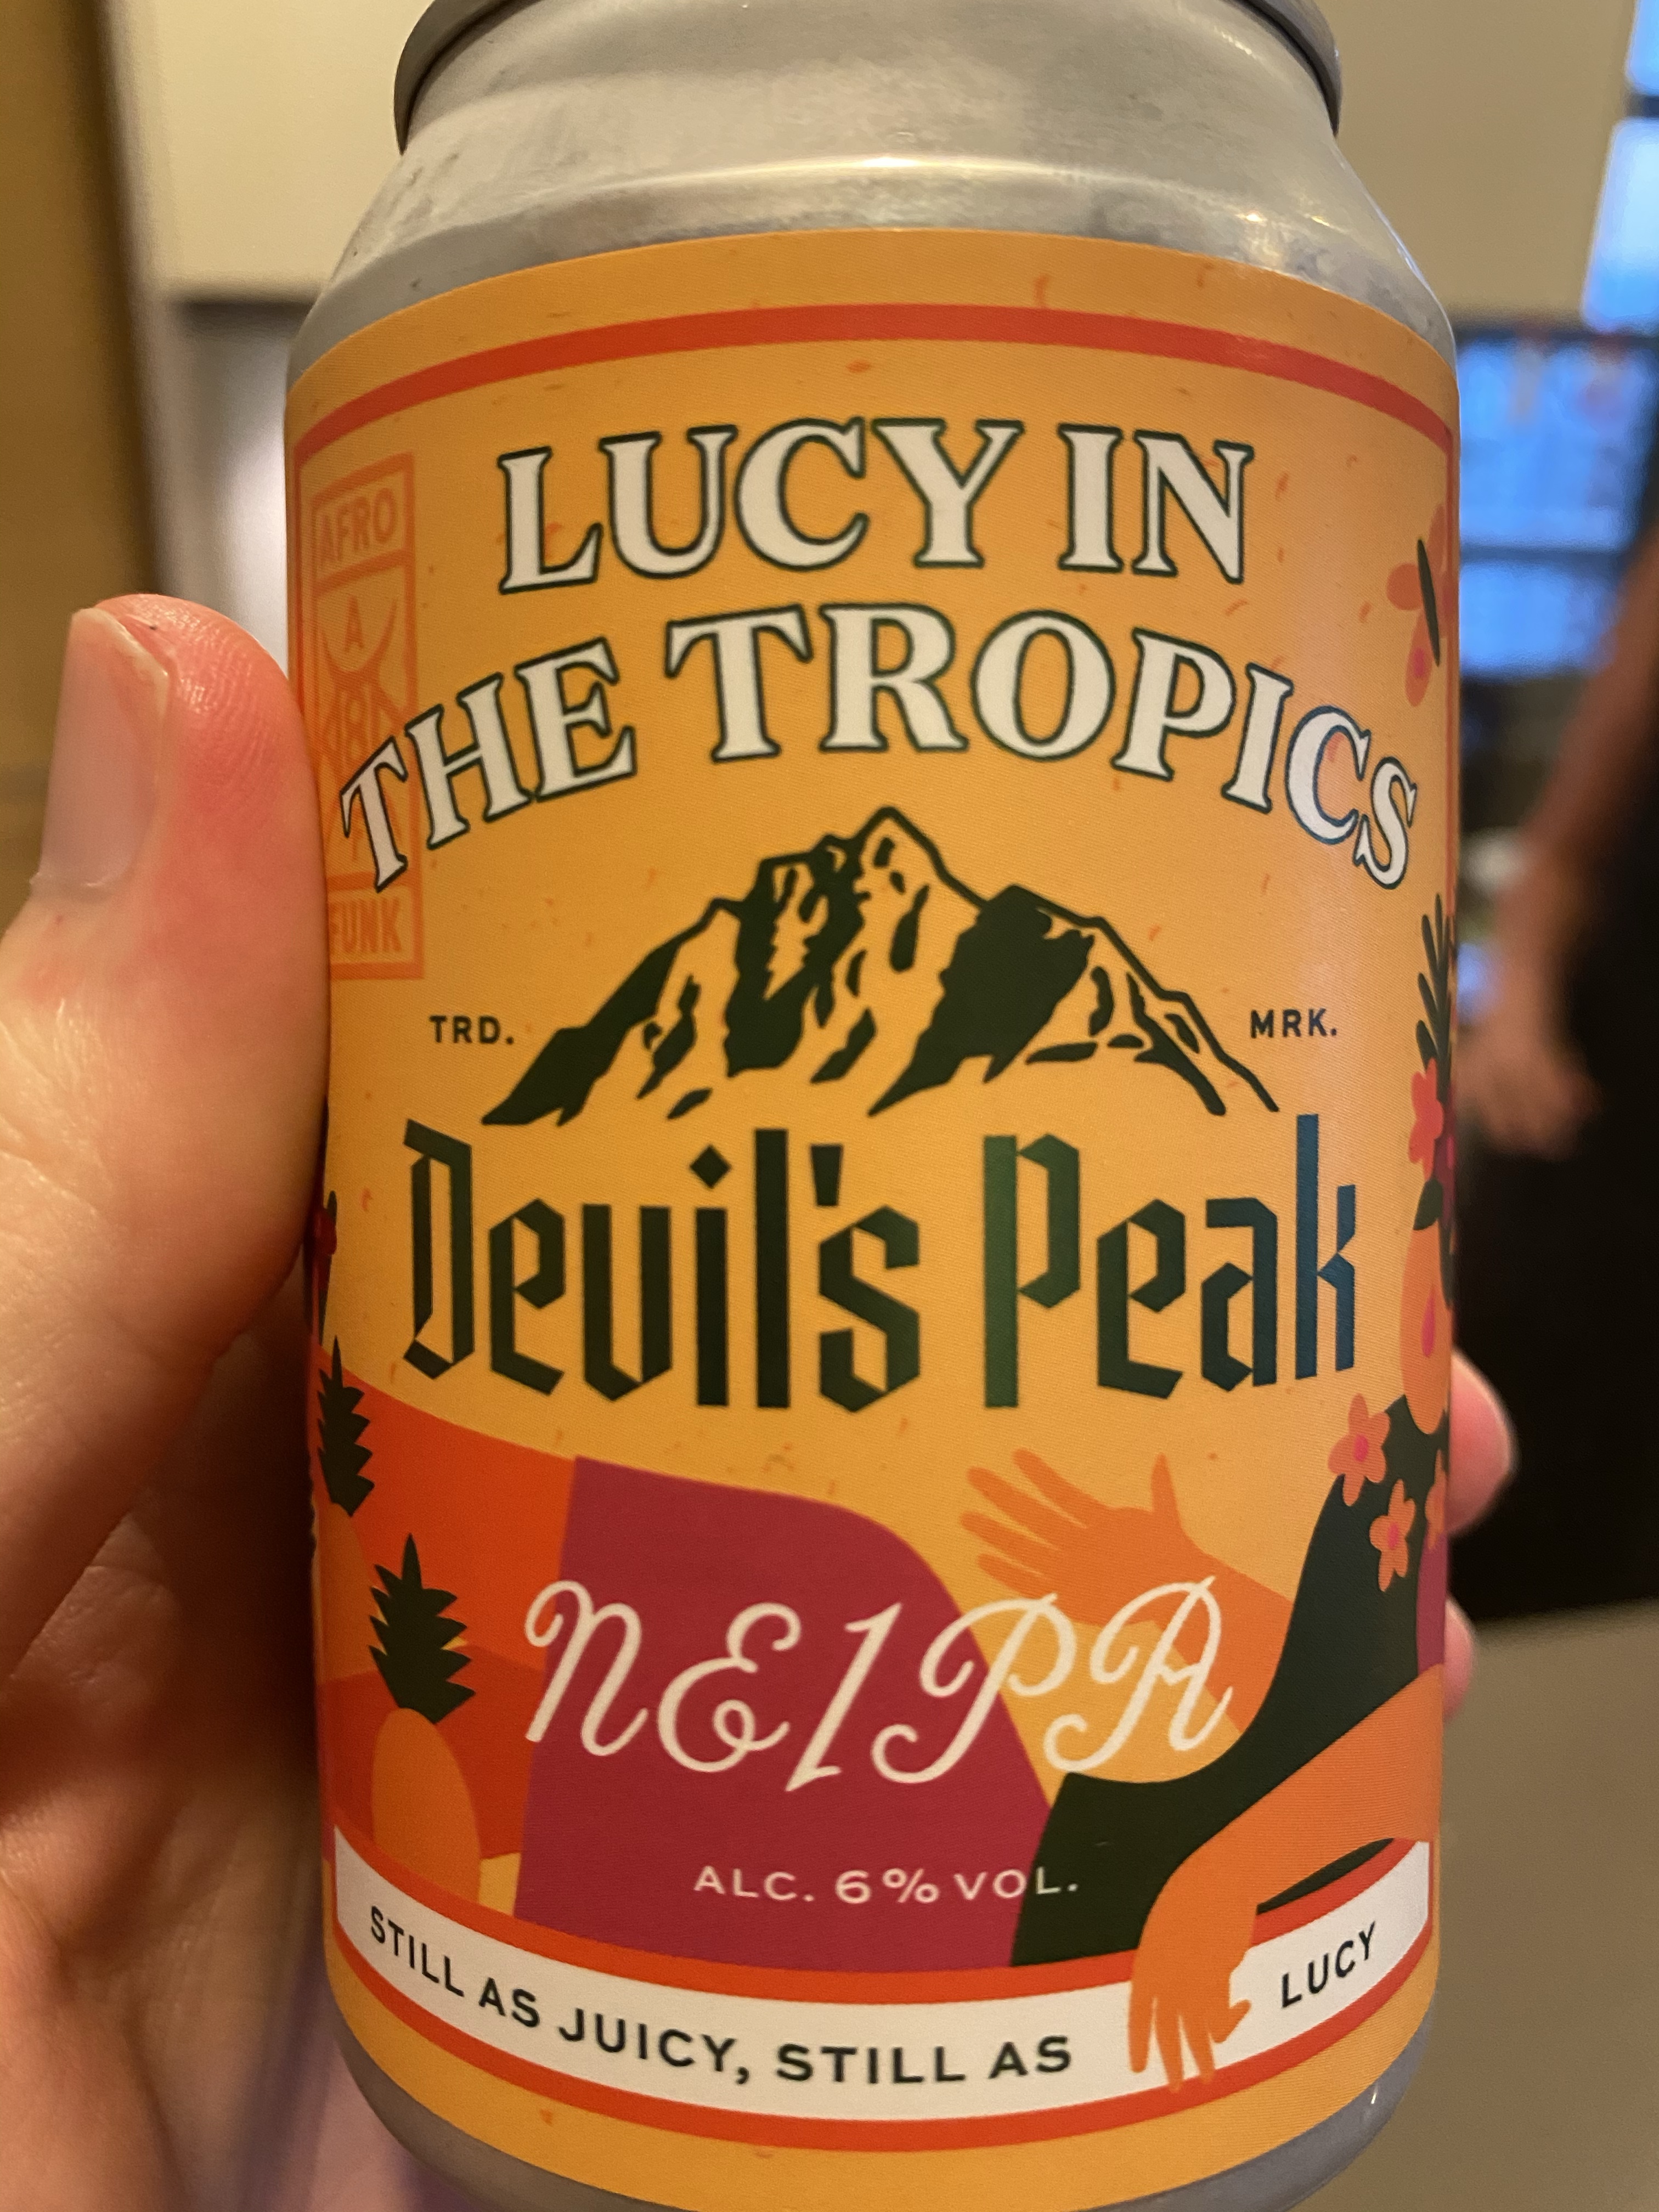 LUCY IN
THE TROPICS
AFRO
A
FUNK
TRD.
MRK.
Devil's Peak
NEIPA
ALC. 6% VOL.
STILL AS JUICY, STILL AS
LUCY